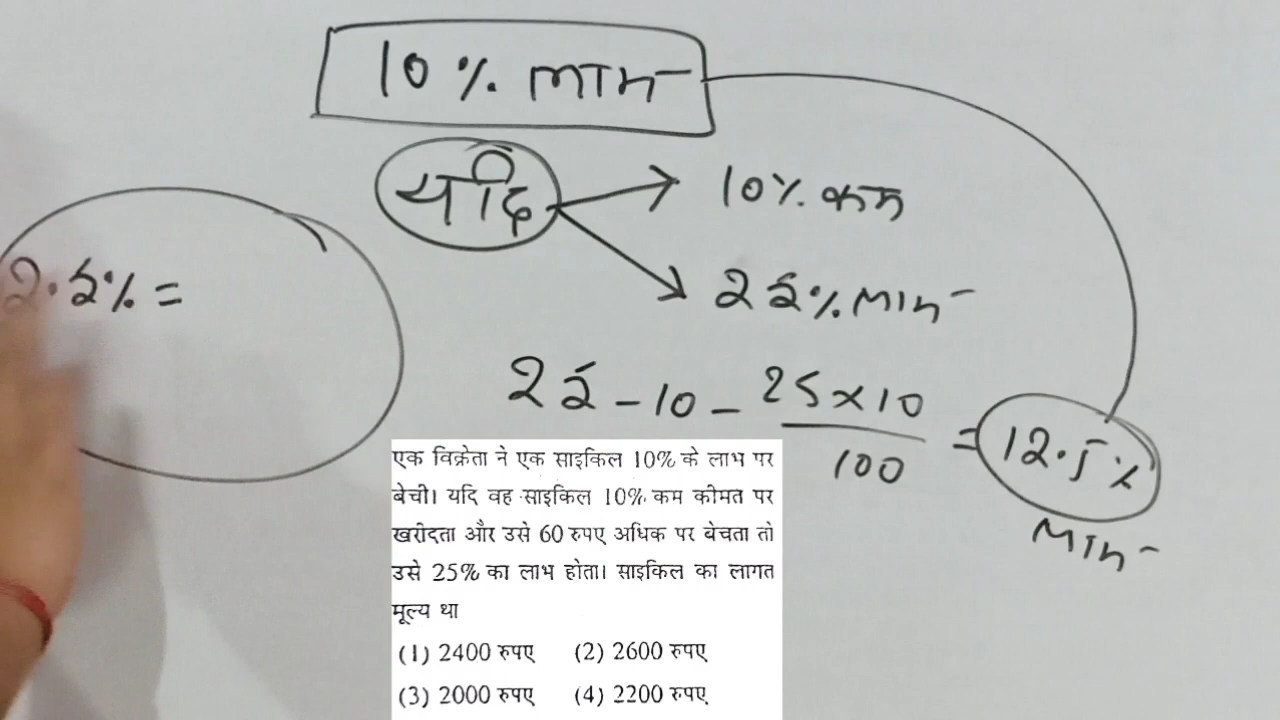 10 % लाभ
यदि
10% कम
25% लाभ
2.5% =
25 - 10 - 25×10/100 = 12.5%
लाभ
एक विक्रेता ने एक साइकिल 10% के लाभ पर
बेची। यदि वह साइकिल 10% कम कीमत पर
खरीदता और उसे 60 रुपए अधिक पर बेचता तो
उसे 25% का लाभ होता। साइकिल का लागत
मूल्य था
(1) 2400 रुपए (2) 2600 रुपए
(3) 2000 रुपए (4) 2200 रुपए